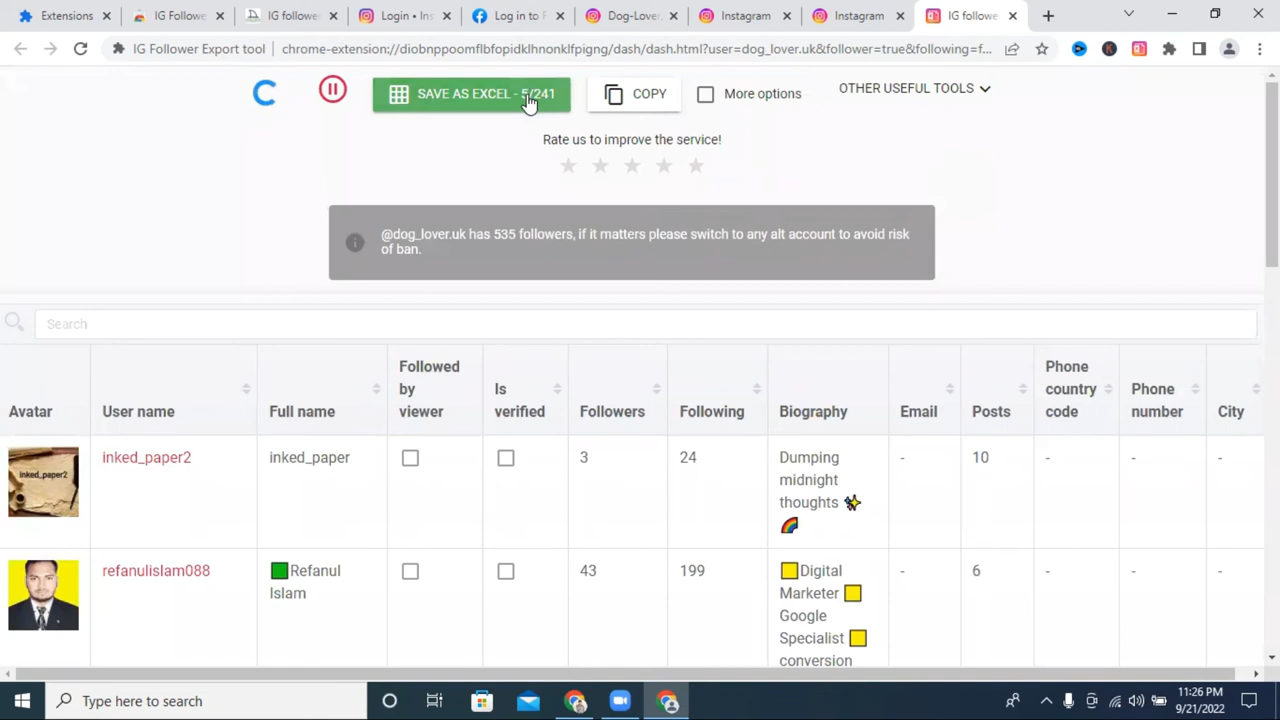 Extensions
IG Followe
IG followe
Login • Ins
Log in to F
Dog-Lover
Instagram
Instagram
IG followe
IG Follower Export tool
chrome-extension://diobnppoomflbfopidklhnonklfpigng/dash/dash.html?user=dog_lover.uk&follower=true&following=f...
SAVE AS EXCEL - 5/241
COPY
More options
OTHER USEFUL TOOLS
Rate us to improve the service!
@dog_lover.uk has 535 followers, if it matters please switch to any alt account to avoid risk
of ban.
Search
Avatar
User name
Full name
Followed
by
viewer
Is
verified
Followers
Following
Biography
Email
Posts
Phone
country
code
Phone
number
City
inked_paper2
inked_paper2
inked_paper
3
24
Dumping
midnight
thoughts ✨
🌈
-
10
-
-
-
refanulislam088
🟩Refanul
Islam
43
199
🟨Digital
Marketer 🟨
Google
Specialist 🟨
conversion
-
6
-
-
-
Type here to search
11:26 PM
9/21/2022